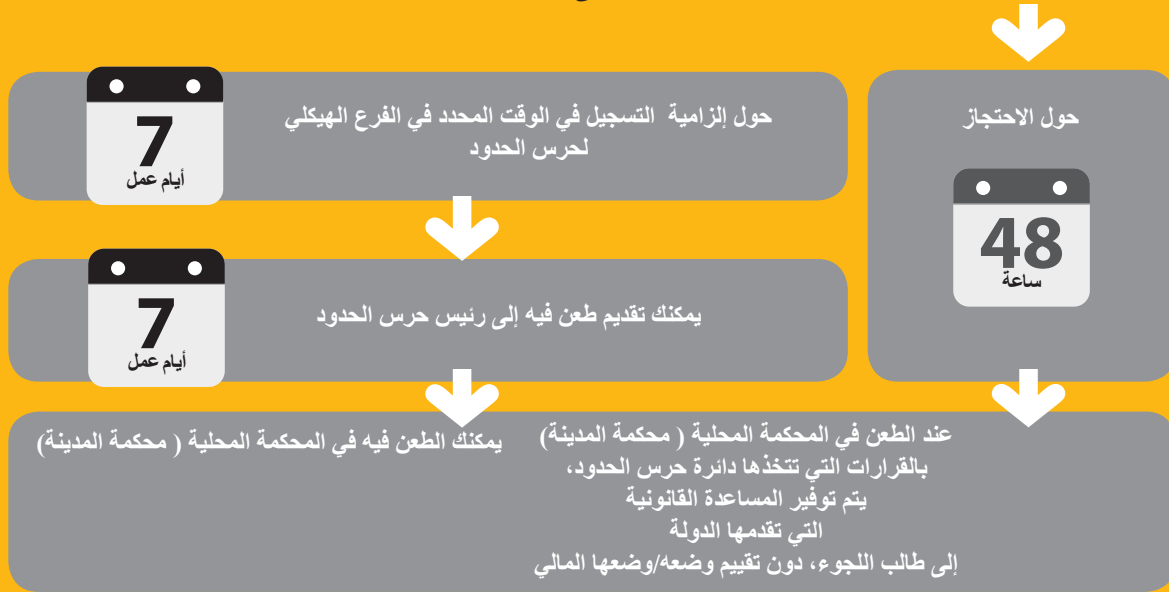 حول الاحتجاز
48
ساعة
حول إلزامية التسجيل في الوقت المحدد في الفرع الهيكلي
لحرس الحدود
7
أيام عمل
يمكنك تقديم طعن فيه إلى رئيس حرس الحدود
7
أيام عمل
عند الطعن في المحكمة المحلية ( محكمة المدينة)
بالقرارات التي تتخذها دائرة حرس الحدود،
يتم توفير المساعدة القانونية
التي تقدمها الدولة
إلى طالب اللجوء، دون تقييم وضعه/وضعها المالي
يمكنك الطعن فيه في المحكمة المحلية ( محكمة المدينة)